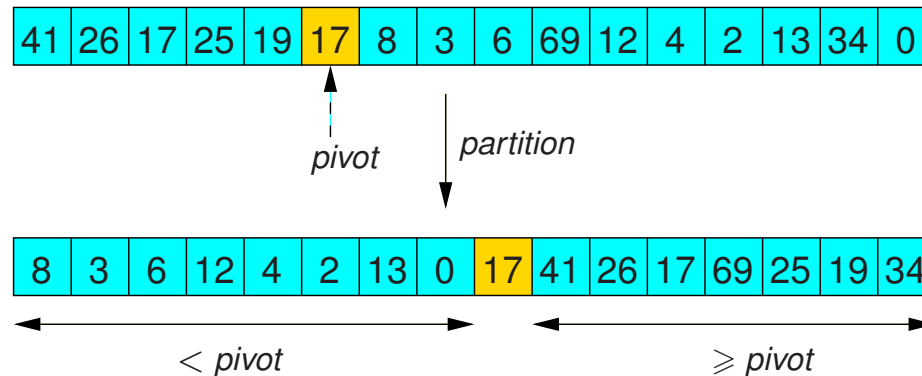 41 26 17 25 19 17 8 3 6 69 12 4 2 13 34 0
pivot
partition
8 3 6 12 4 2 13 0 17 41 26 17 69 25 19 34
< pivot
⩾ pivot